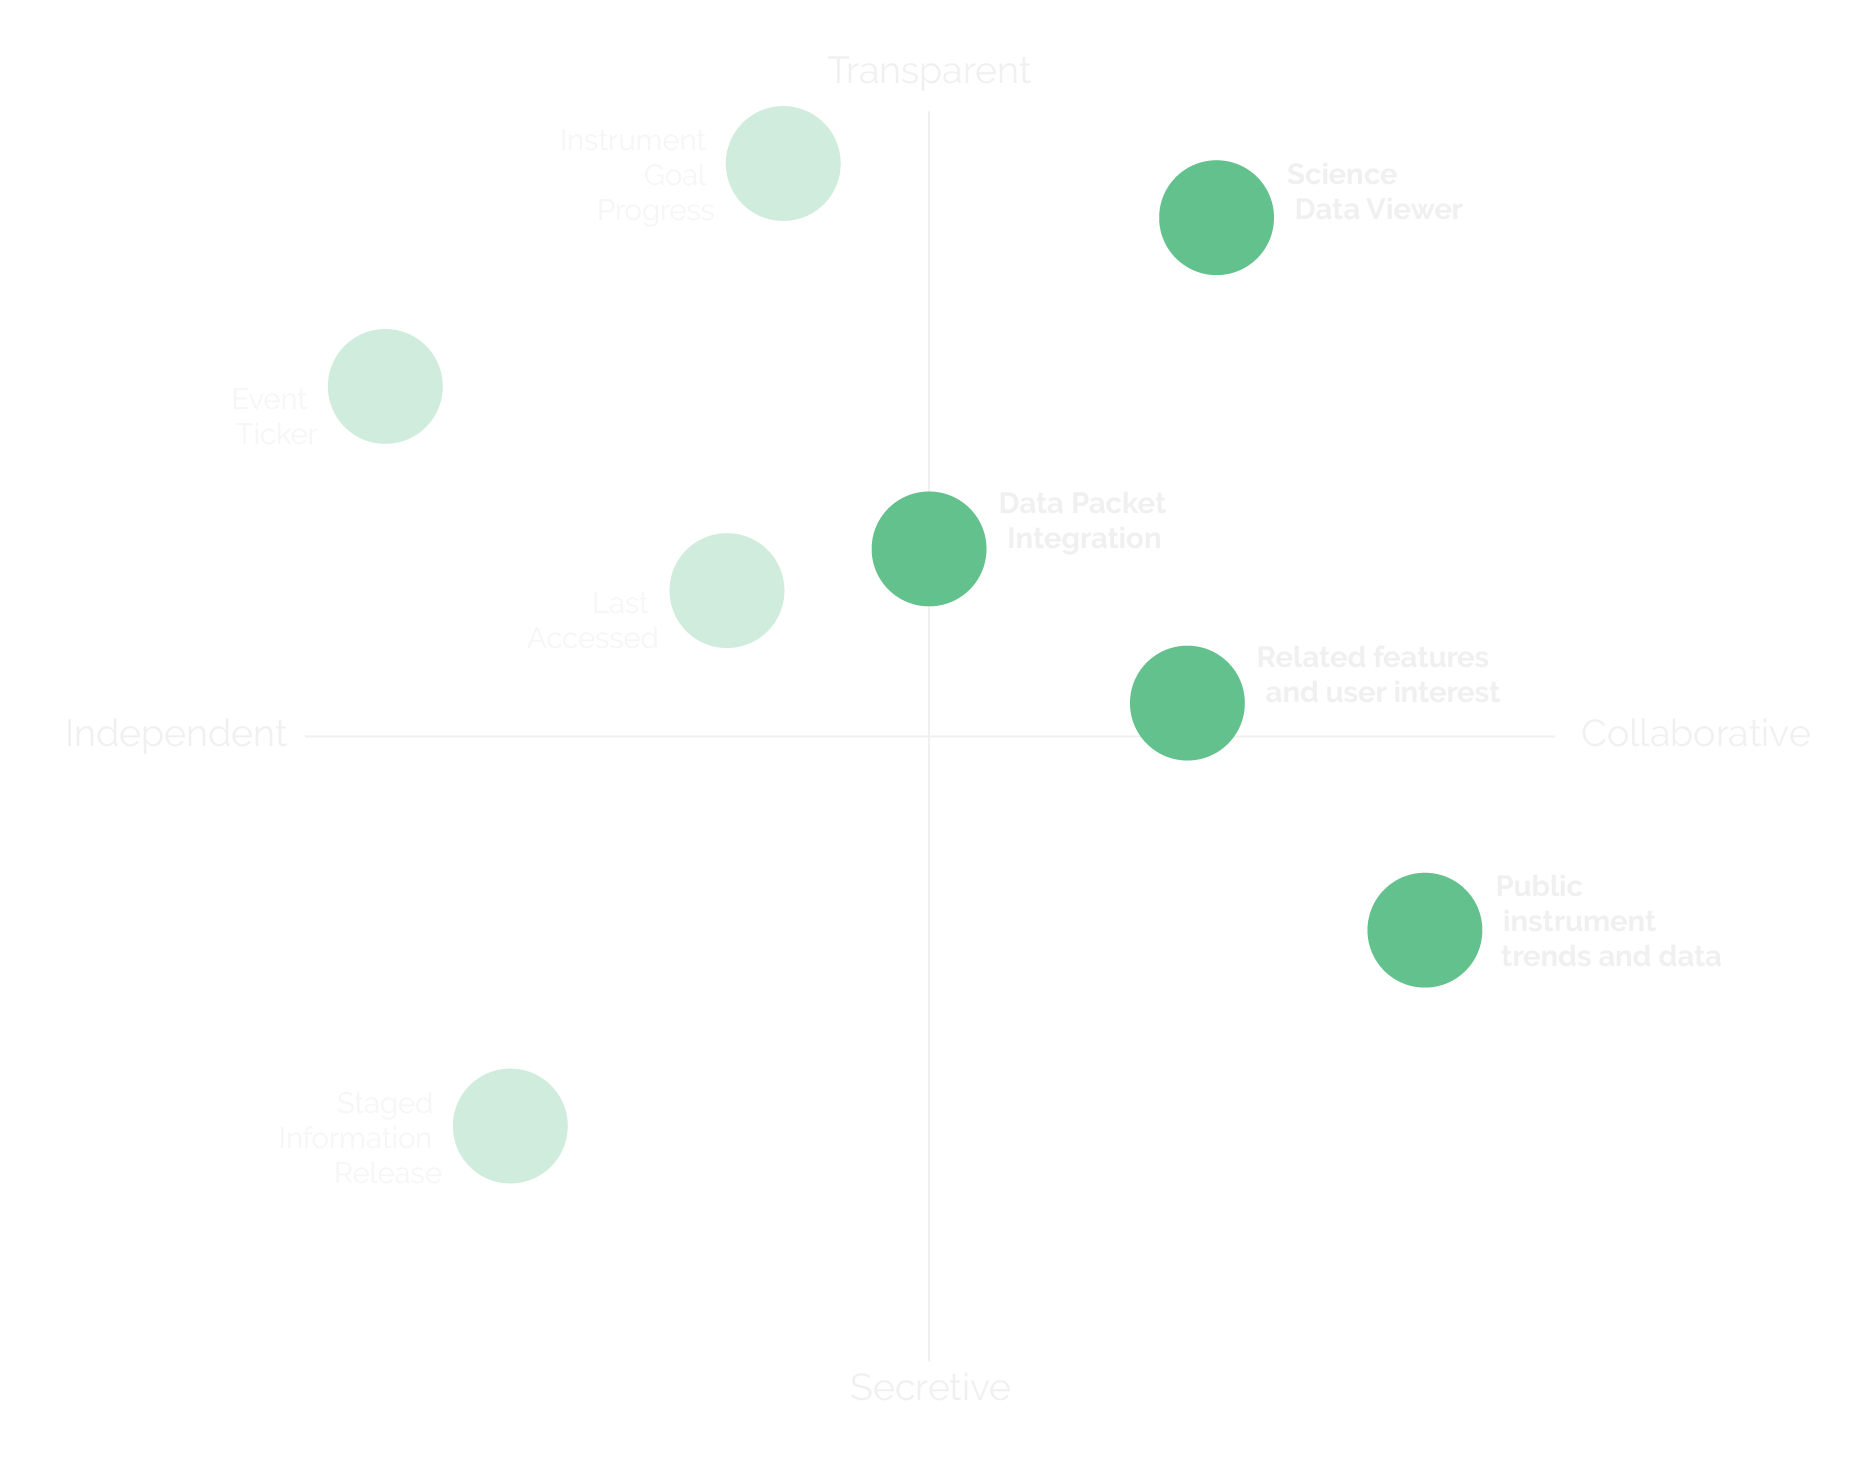 Transparent
Instrument
Goal
Progress
Science
Data Viewer
Event
Ticker
Data Packet
Integration
Last
Accessed
Related features
and user interest
Independent
Collaborative
Public
instrument
trends and data
Staged
Information
Release
Secretive